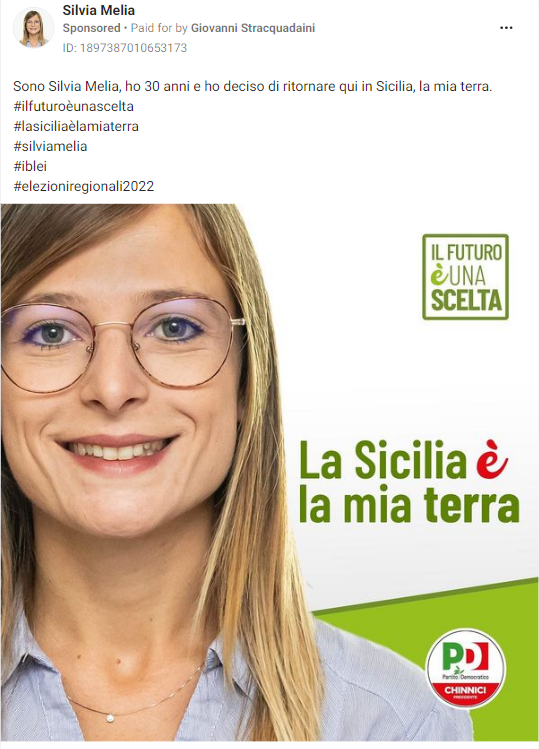 Silvia Melia
Sponsored • Paid for by Giovanni Stracquadaini
ID: 1897387010653173
Sono Silvia Melia, ho 30 anni e ho deciso di ritornare qui in Sicilia, la mia terra.
#ilfuturoèunascelta
#lasiciliaèlamiaterra
#silviamelia
#iblei
#elezioniregionali2022
IL FUTURO
è UNA
SCELTA
La Sicilia è
la mia terra
PD
Partito Democratico
CHINNICI
PRESIDENTE